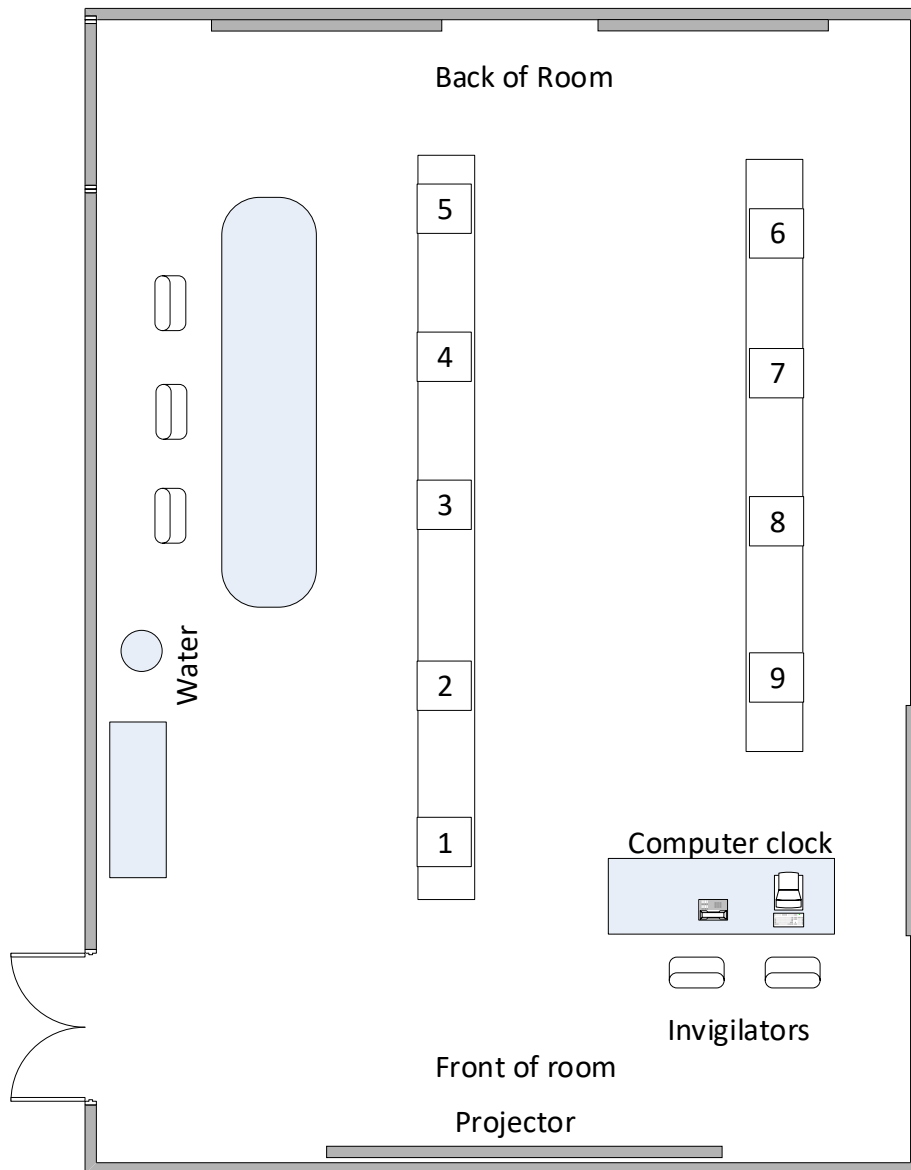 Back of Room
5
6
4
7
3
8
Water
2
9
1
Computer clock
Invigilators
Front of room
Projector